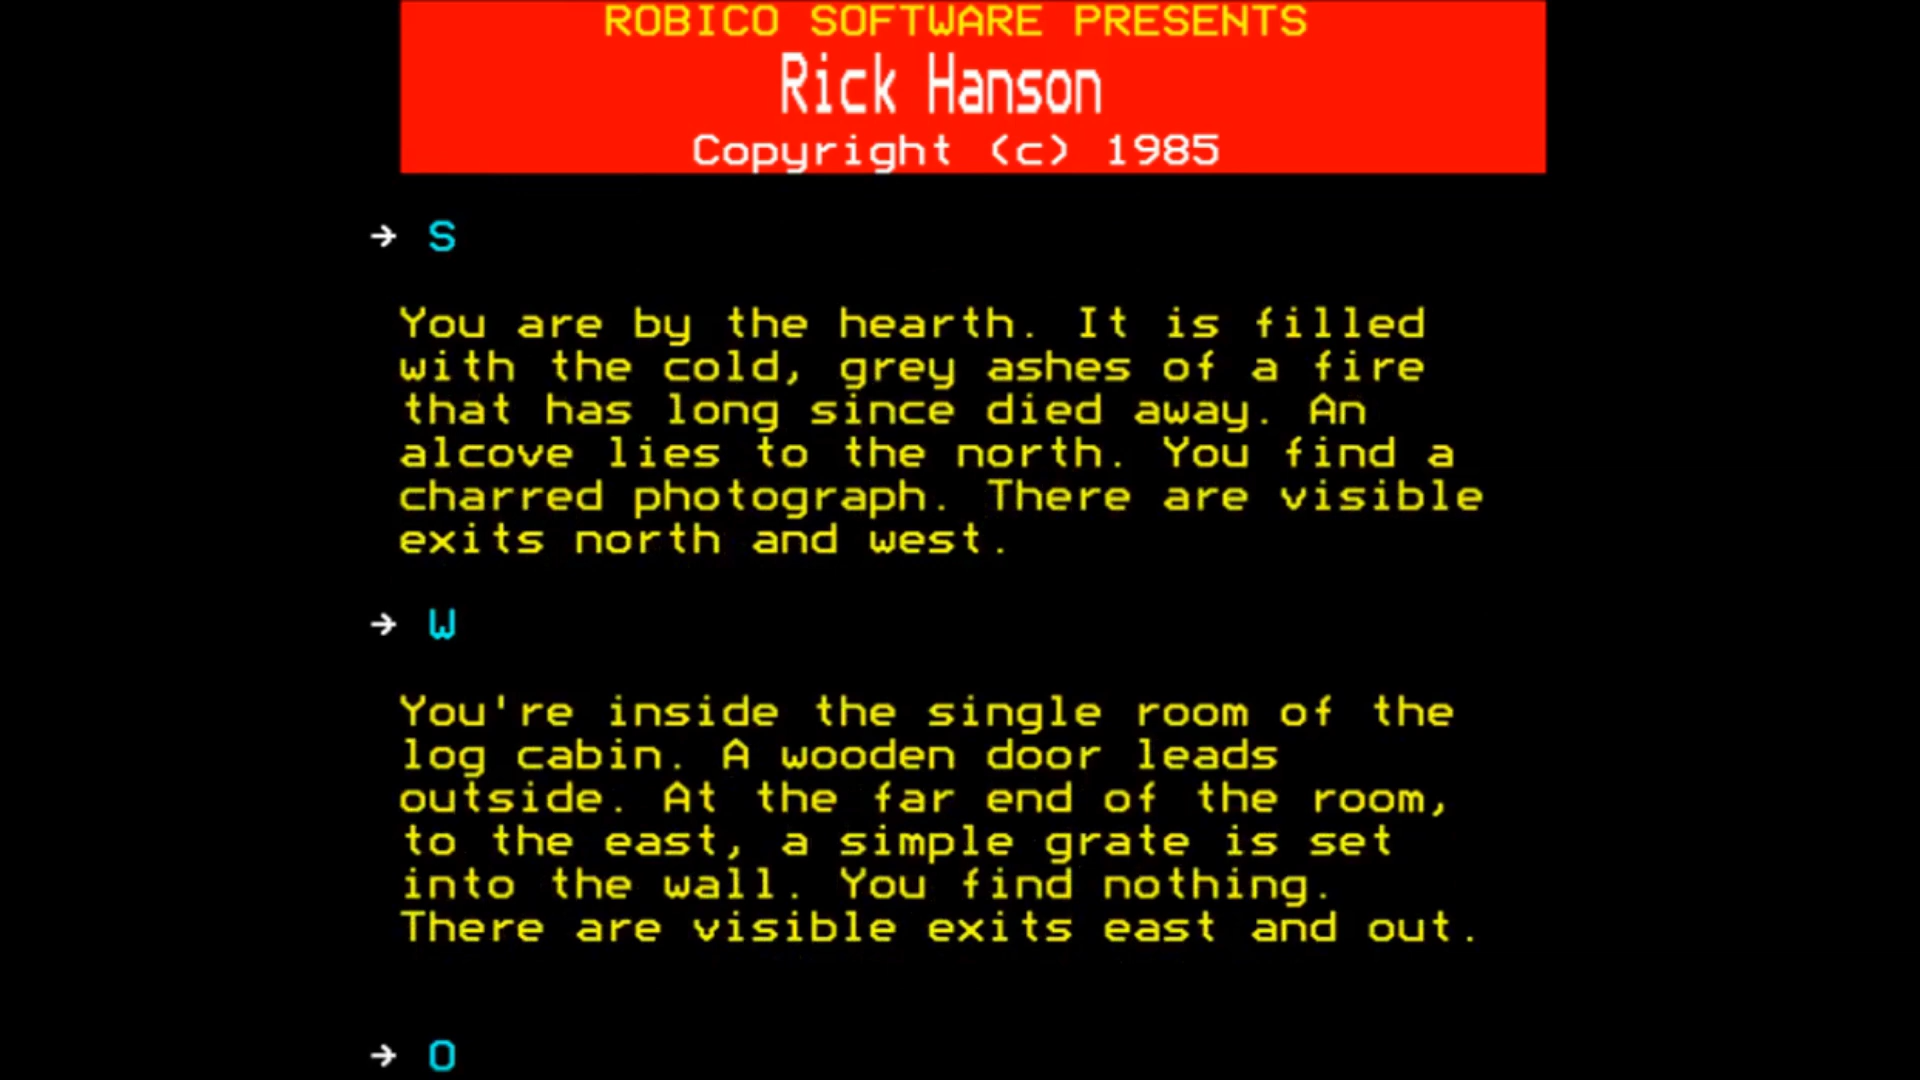 ROBICO SOFTWARE PRESENTS
Rick Hanson
Copyright (c) 1985
→ S
You are by the hearth. It is filled
with the cold, grey ashes of a fire
that has long since died away. An
alcove lies to the north. You find a
charred photograph. There are visible
exits north and west.
→ W
You're inside the single room of the
log cabin. A wooden door leads
outside. At the far end of the room,
to the east, a simple grate is set
into the wall. You find nothing.
There are visible exits east and out.
→ O